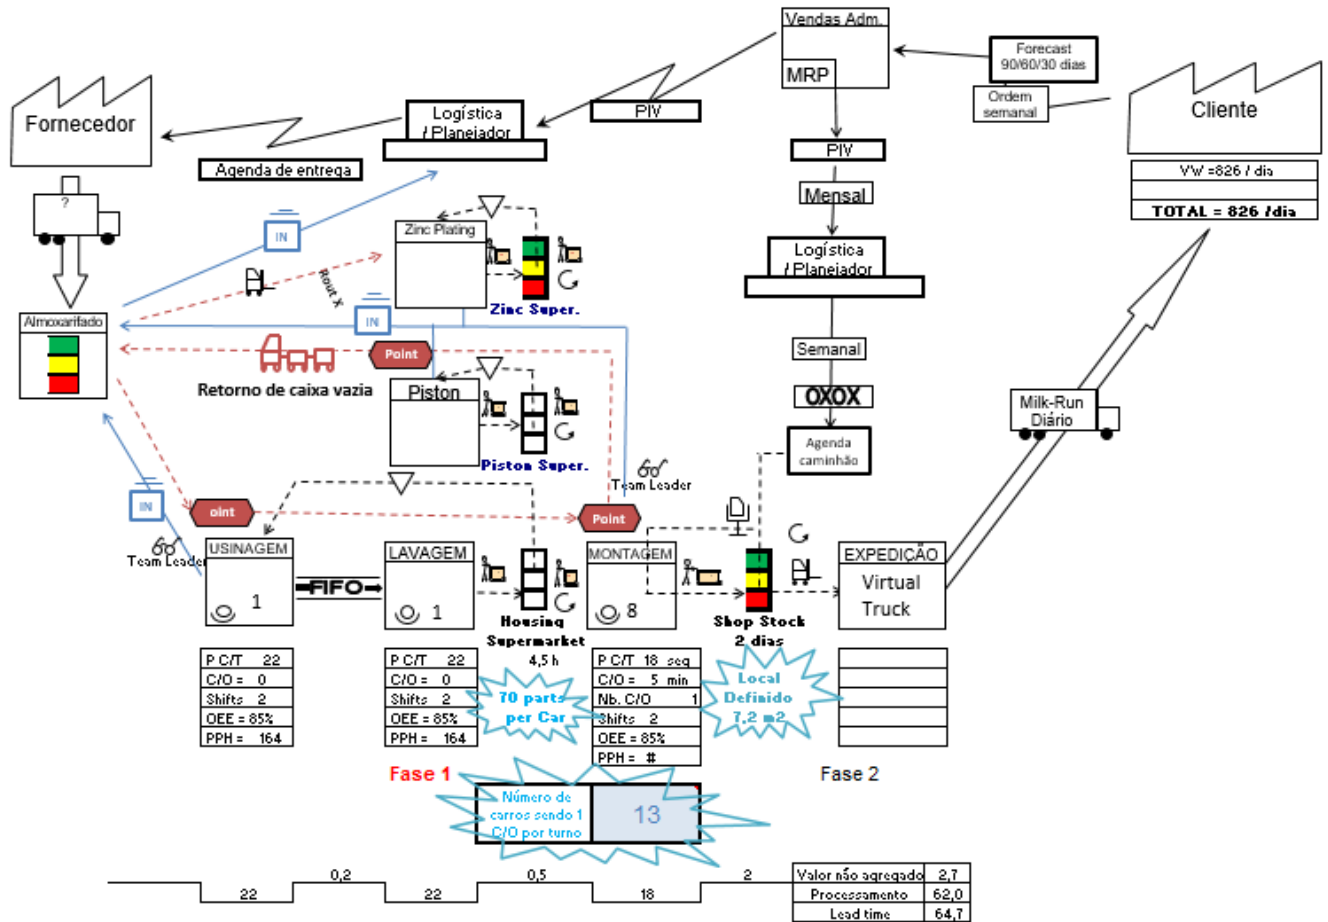 Vendas Adm.
MRP
Forecast
90/60/30 dias
Ordem
semanal
Cliente
VW =826 / dia
TOTAL = 826 /dia
PIV
Logística
/ Planejador
Fornecedor
Agenda de entrega
?
PIV
Mensal
Logística
/ Planejador
Semanal
OXOX
Agenda
caminhão
Milk-Run
Diário
IN
Zinc Plating
Zinc Super.
Rout X
Almoxarifado
IN
Point
Retorno de caixa vazia
Piston
Piston Super.
Team Leader
IN
oint
Point
Team Leader
USINAGEM
1
FIFO
LAVAGEM
1
Housing
Supermarket
4,5 h
MONTAGEM
8
Shop Stock
2 dias
EXPEDIÇÃO
Virtual
Truck
P C/T 22
C/O = 0
Shifts 2
OEE = 85%
PPH = 164
P C/T 22
C/O = 0
Shifts 2
OEE = 85%
PPH = 164
70 parts
per Car
P C/T 18 seq
C/O = 5 min
Nb. C/O 1
Shifts 2
OEE = 85%
PPH = #
Local
Definido
7,2 m2
Fase 1
Fase 2
Número de
carros sendo 1
C/O por turno
13
0,2
0,5
2
22
22
18
Valor não agregado 2,7
Processamento 62,0
Lead time 64,7